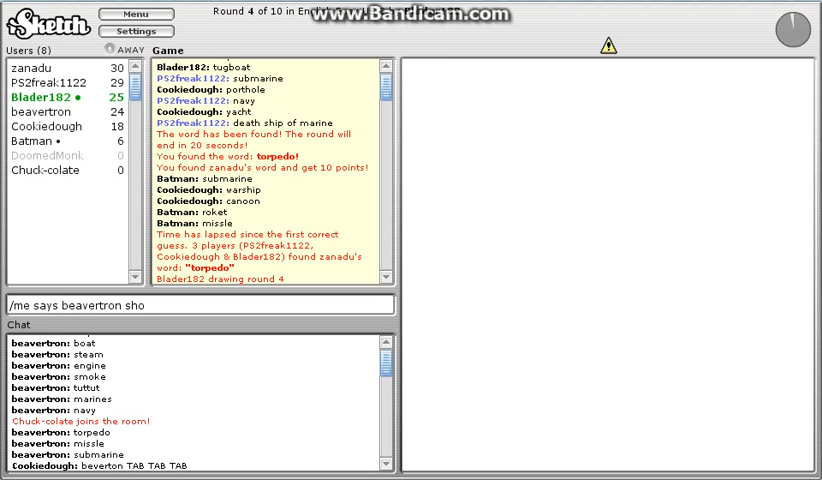 iSketch
Menu
Settings
Round 4 of 10 in English
www.Bandicam.com
Users (8)
AWAY
Game
zanadu 30
PS2freak1122 29
Blader182 • 25
beavertron 24
Cookiedough 18
Batman • 6
DoomedMonk 0
Chuck-colate 0
Blader182: tugboat
PS2freak1122: submarine
Cookiedough: porthole
PS2freak1122: navy
Cookiedough: yacht
PS2freak1122: death ship of marine
The word has been found! The round will
end in 20 seconds!
You found the word: torpedo!
You found zanadu's word and get 10 points!
Batman: submarine
Cookiedough: warship
Cookiedough: canoon
Batman: roket
Batman: missle
Time has lapsed since the first correct
guess. 3 players (PS2freak1122,
Cookiedough & Blader182) found zanadu's
word: "torpedo"
Blader182 drawing round 4
/me says beavertron sho
Chat
beavertron: boat
beavertron: steam
beavertron: engine
beavertron: smoke
beavertron: tuttut
beavertron: marines
beavertron: navy
Chuck-colate joins the room!
beavertron: torpedo
beavertron: missle
beavertron: submarine
Cookiedough: beverton TAB TAB TAB